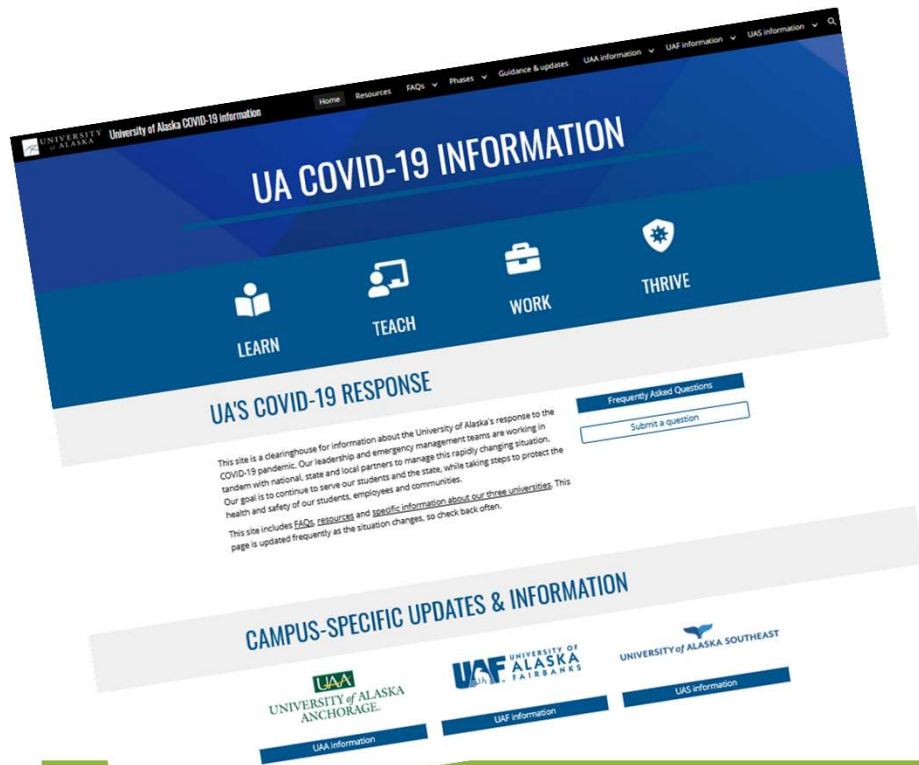 UNIVERSITY of ALASKA University of Alaska COVID-19 information Home Resources FAQs Phases Guidance & updates UAA information UAF information UAS information
UA COVID-19 INFORMATION
LEARN TEACH WORK THRIVE
UA'S COVID-19 RESPONSE
This site is a clearinghouse for information about the University of Alaska's response to the
COVID-19 pandemic. Our leadership and emergency management teams are working in
tandem with national, state and local partners to manage this rapidly changing situation.
Our goal is to continue to serve our students and the state, while taking steps to protect the
health and safety of our students, employees and communities.
This site includes FAQs, resources and specific information about our three universities. This
page is updated frequently as the situation changes, so check back often.
Frequently Asked Questions
Submit a question
CAMPUS-SPECIFIC UPDATES & INFORMATION
UAA
UNIVERSITY of ALASKA
ANCHORAGE.
UAA information
UAF UNIVERSITY OF
ALASKA
FAIRBANKS
UAF information
UNIVERSITY of ALASKA SOUTHEAST
UAS information